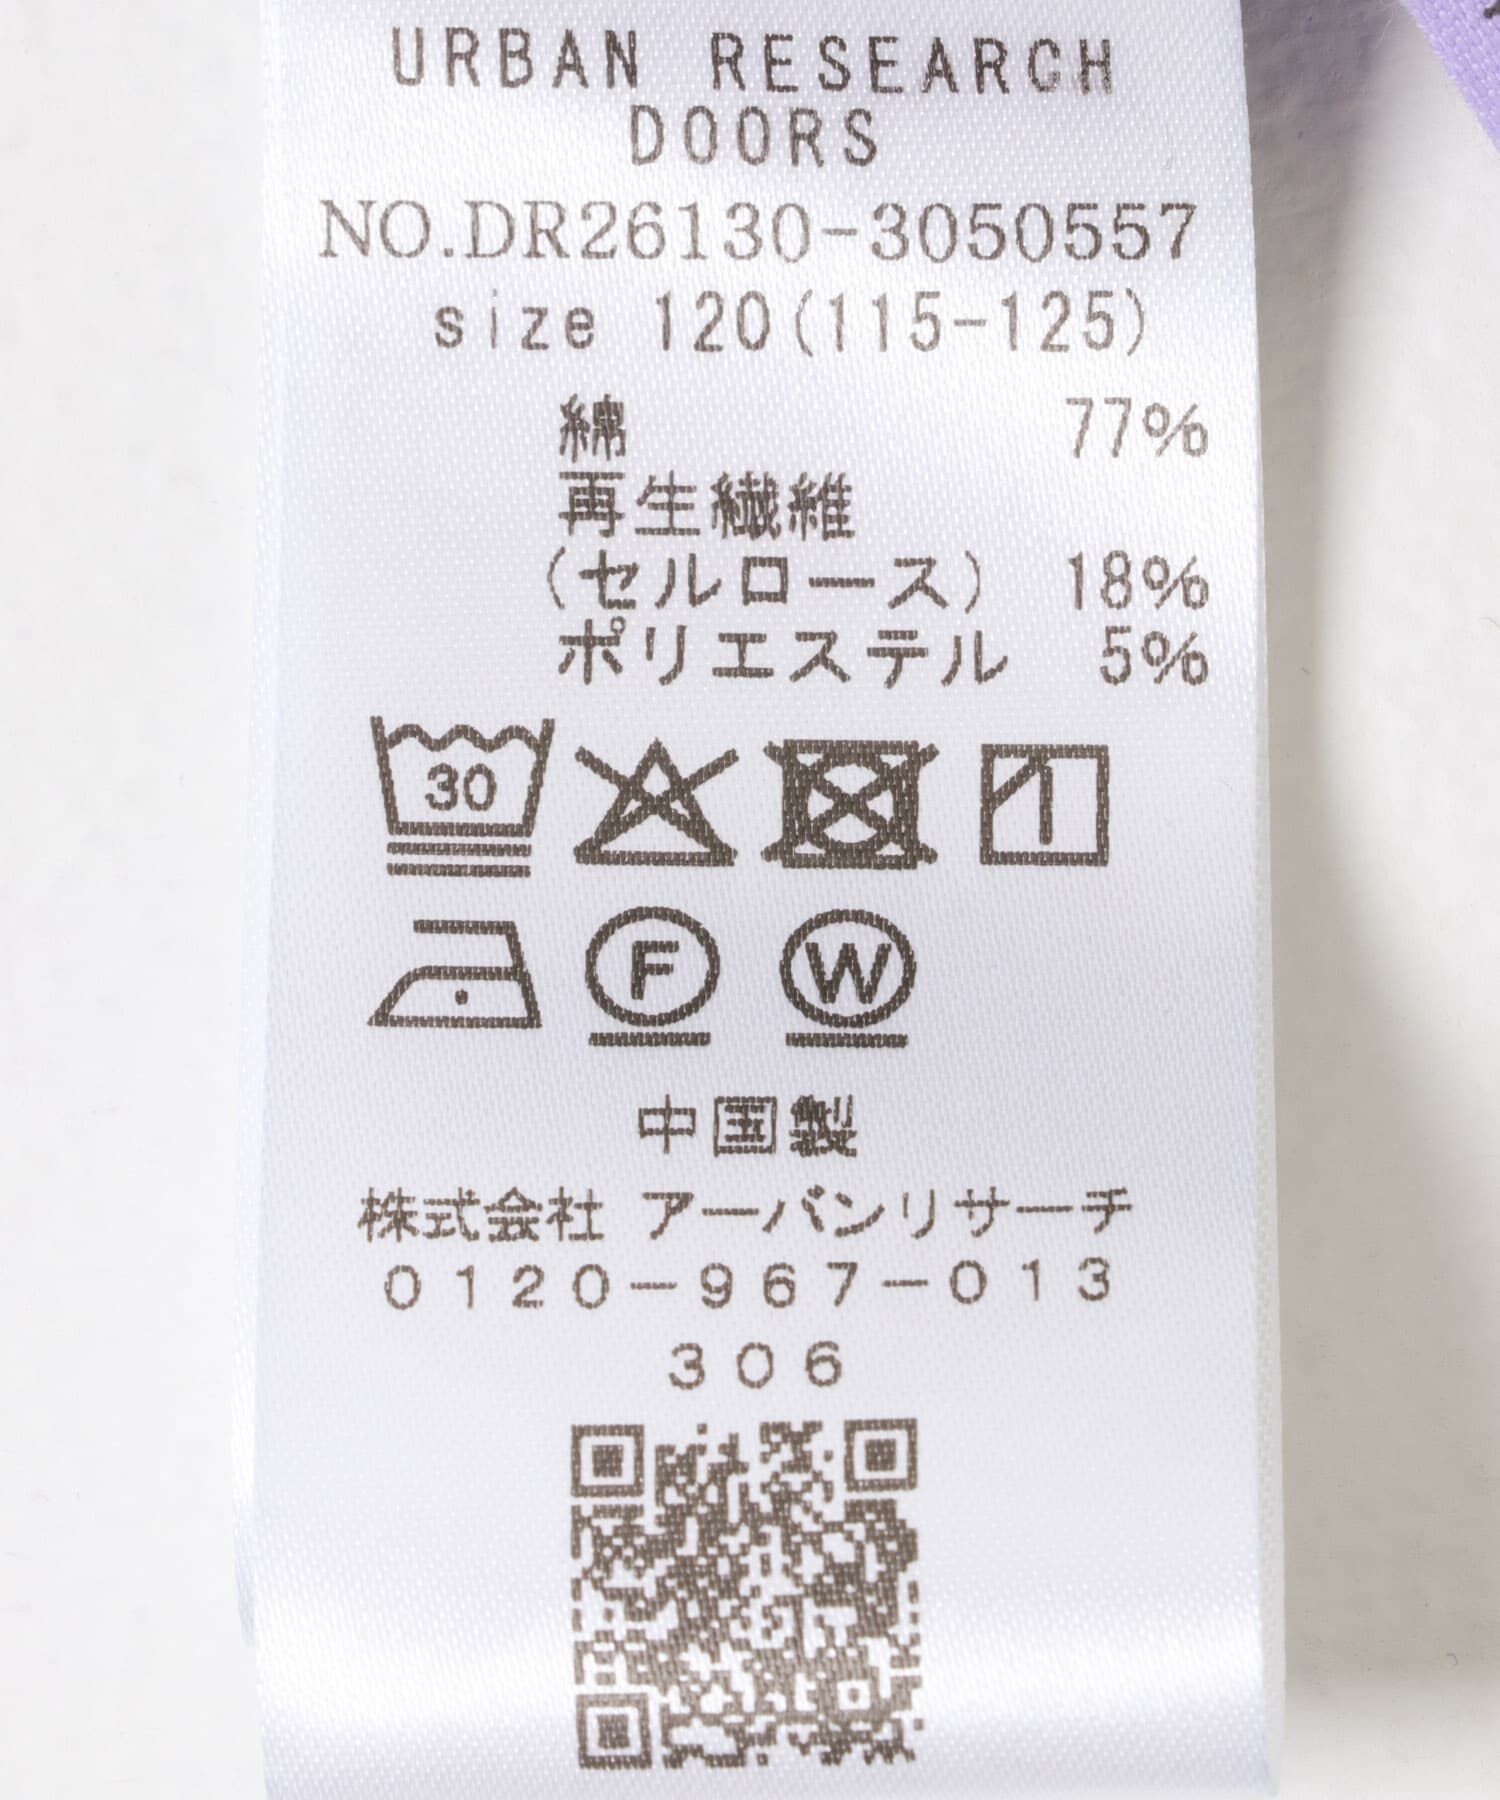 URBAN RESEARCH
DOORS
NO.DR26130-3050557
size 120(115-125)
綿 77%
再生繊維
(セルロース) 18%
ポリエステル 5%
30
F W
中国製
株式会社 アーバンリサーチ
0120-967-013
306